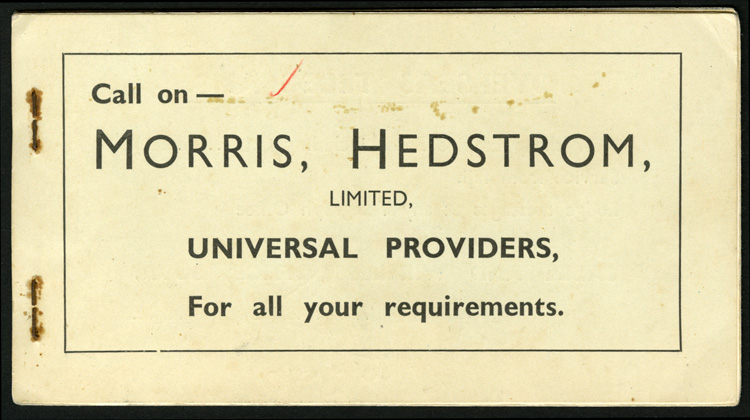 Call on —
MORRIS, HEDSTROM,
LIMITED,
UNIVERSAL PROVIDERS,
For all your requirements.